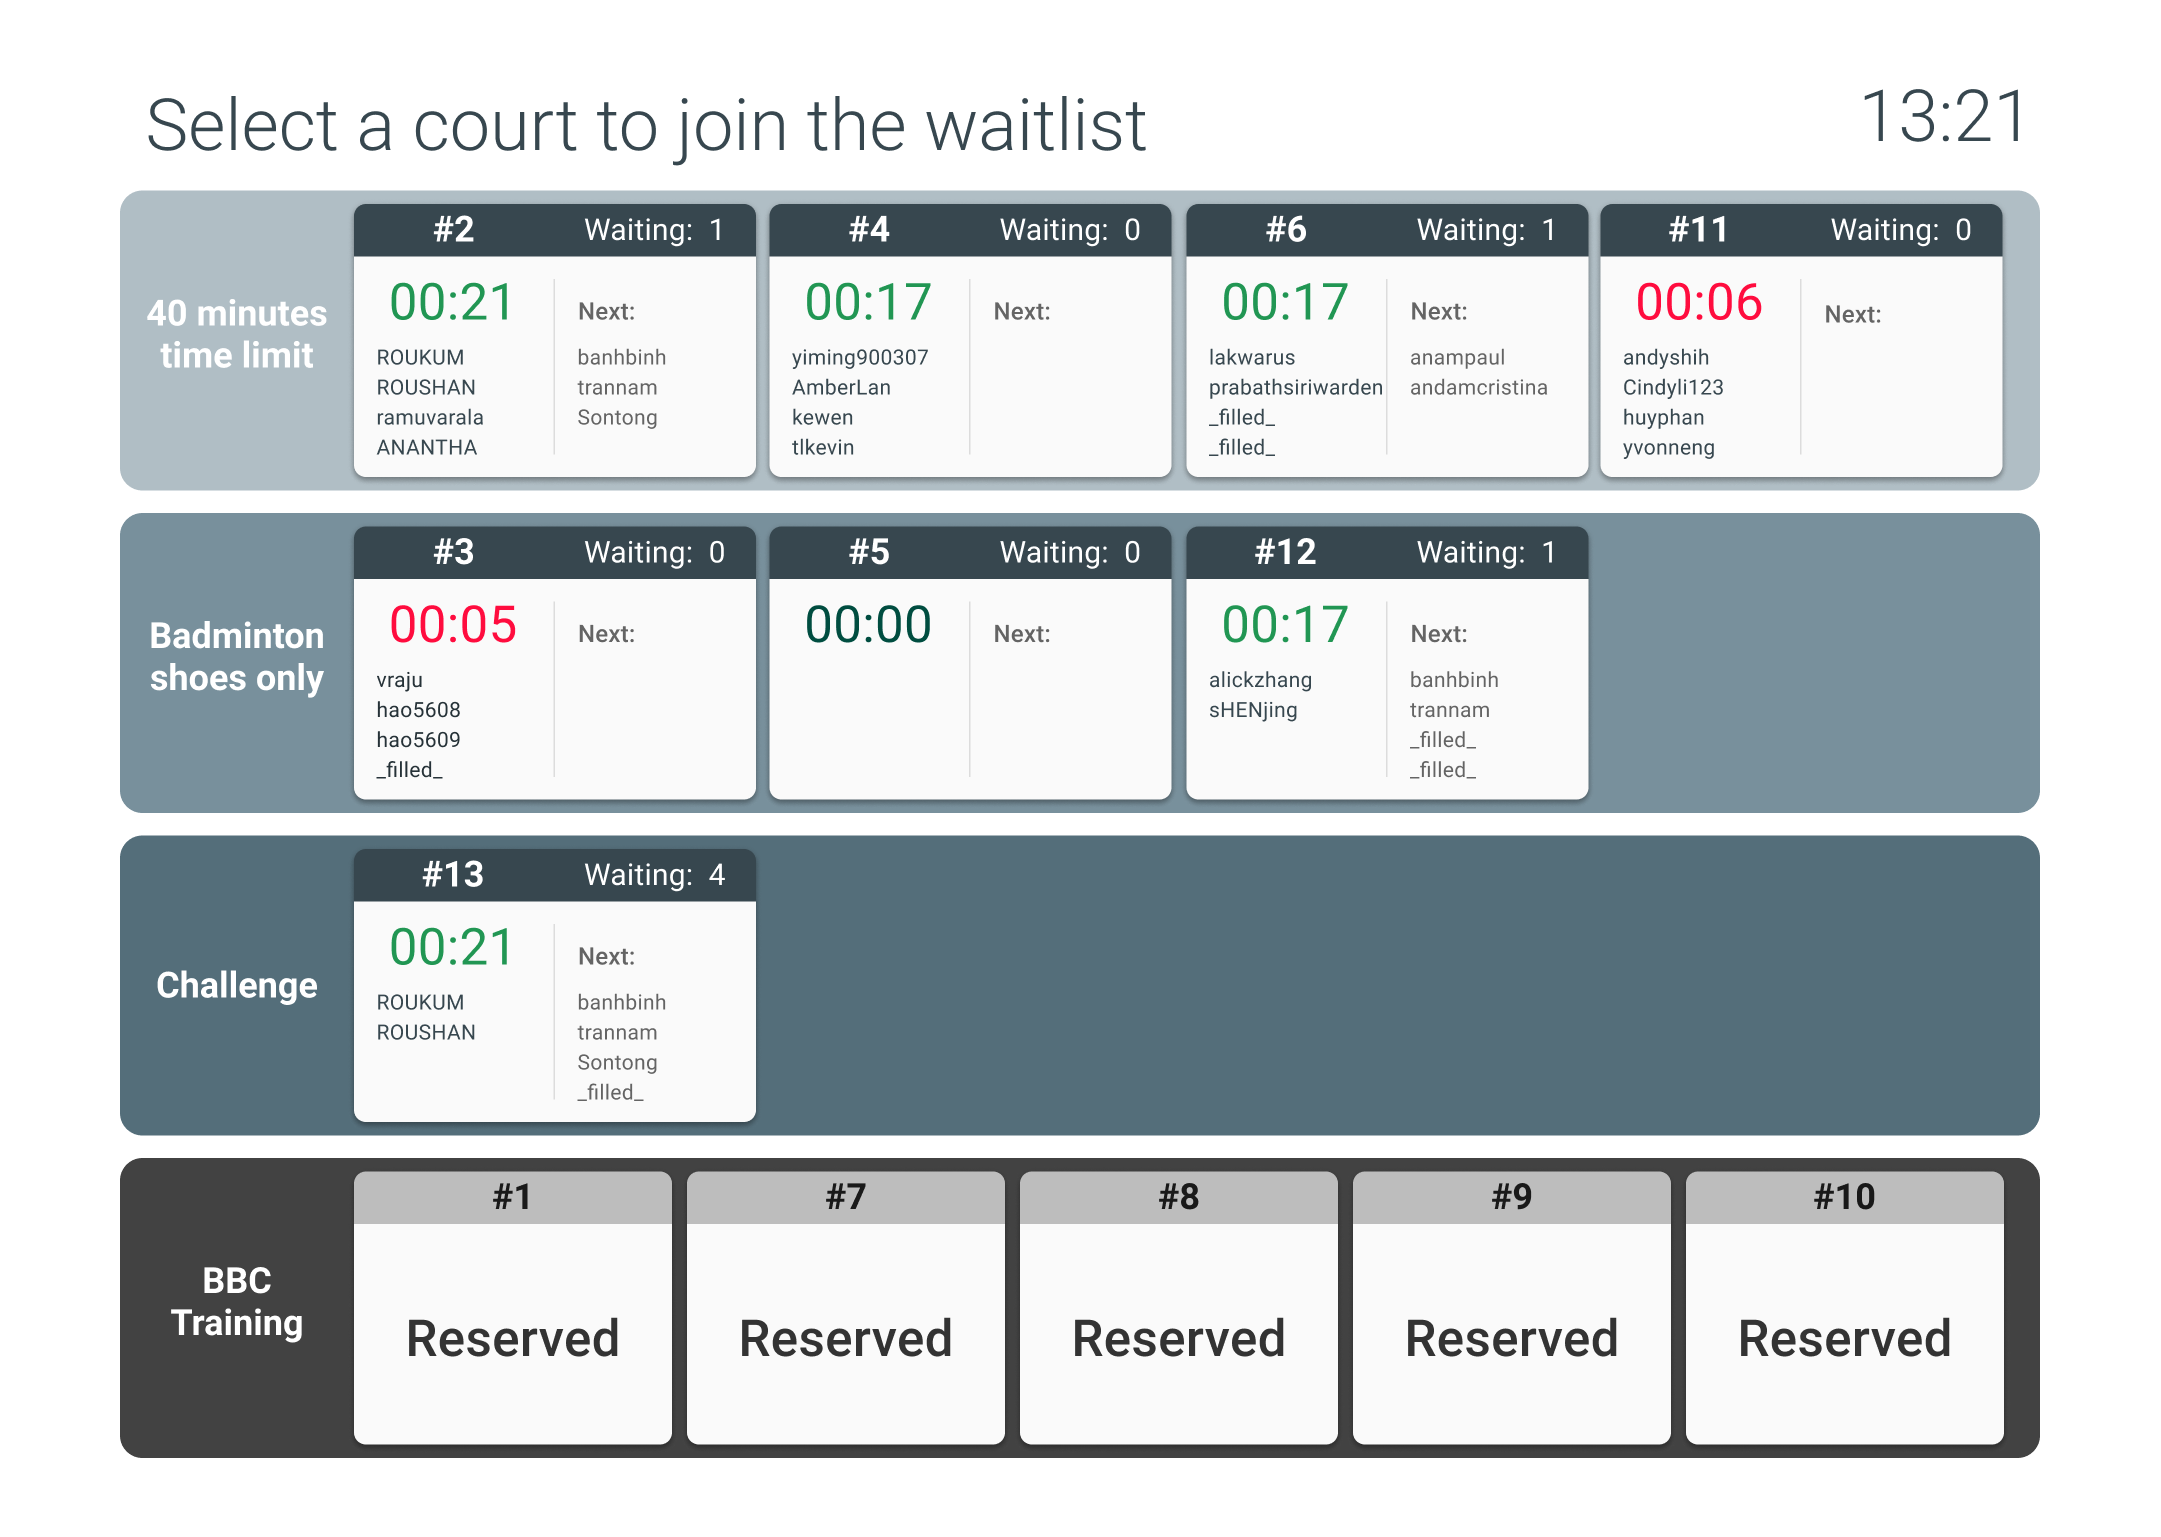 Select a court to join the waitlist
13:21
40 minutes
time limit
#2 Waiting: 1
00:21
ROUKUM
ROUSHAN
ramuvarala
ANANTHA
Next:
banhbinh
trannam
Sontong
#4 Waiting: 0
00:17
yiming900307
AmberLan
kewen
tlkevin
Next:
#6 Waiting: 1
00:17
lakwarus
prabathsiriwarden
_filled_
_filled_
Next:
anampaul
andamcristina
#11 Waiting: 0
00:06
andyshih
Cindyli123
huyphan
yvonneng
Next:
Badminton
shoes only
#3 Waiting: 0
00:05
vraju
hao5608
hao5609
_filled_
Next:
#5 Waiting: 0
00:00
Next:
#12 Waiting: 1
00:17
alickzhang
sHENjing
Next:
banhbinh
trannam
_filled_
_filled_
Challenge
#13 Waiting: 4
00:21
ROUKUM
ROUSHAN
Next:
banhbinh
trannam
Sontong
_filled_
BBC
Training
#1
Reserved
#7
Reserved
#8
Reserved
#9
Reserved
#10
Reserved